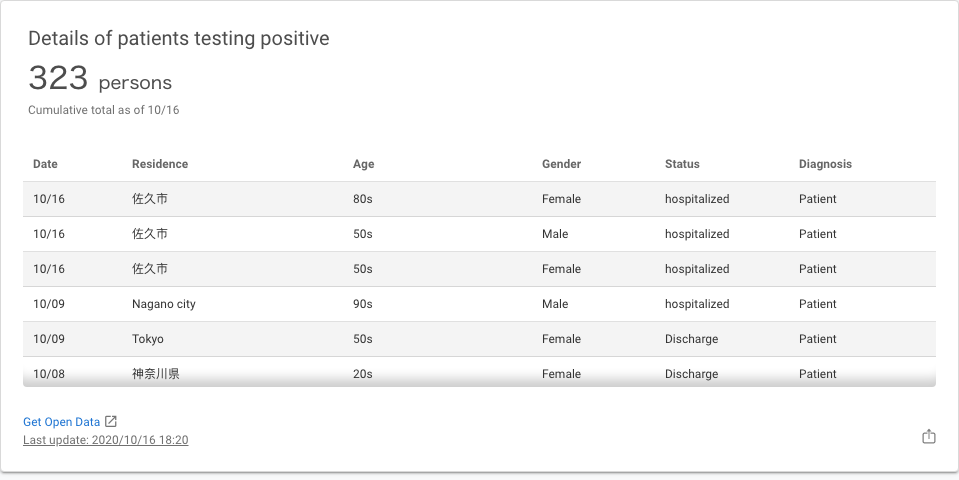 Details of patients testing positive
323 persons
Cumulative total as of 10/16
Date Residence Age Gender Status Diagnosis
10/16 佐久市 80s Female hospitalized Patient
10/16 佐久市 50s Male hospitalized Patient
10/16 佐久市 50s Female hospitalized Patient
10/09 Nagano city 90s Male hospitalized Patient
10/09 Tokyo 50s Female Discharge Patient
10/08 神奈川県 20s Female Discharge Patient
Get Open Data
Last update: 2020/10/16 18:20